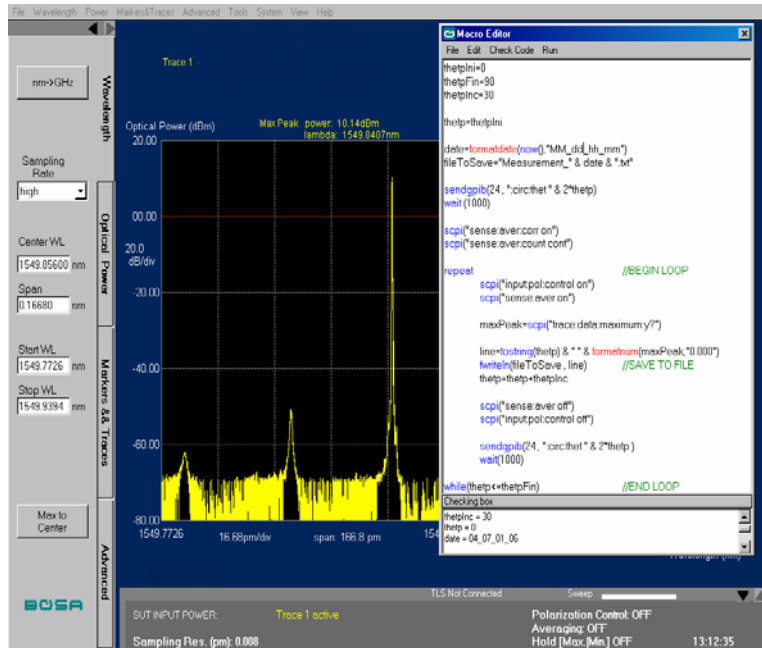 File Wavelength Power Markers&Traces Advanced Tools System View Help
nm->GHz
Sampling
Rate
high
Center WL
1549.05600 nm
Span
0.16680 nm
Start WL
1549.7726 nm
Stop WL
1549.9394 nm
Max to
Center
BOSA
Wavelength
Optical Power
Markers && Traces
Advanced
Trace 1
Optical Power (dBm)
Max Peak power: 10.14dBm
lambda: 1549.8407nm
20.00
00.00
20.0
dB/div
-20.00
-40.00
-60.00
-80.00
1549.7726
16.68pm/div
span: 166.8 pm
154
Macro Editor
File Edit Check Code Run
thetpIni=0
thetpFin=90
thetpInc=30
thetp=thetpIni
date=formatdate(now(),"MM_dd_hh_mm")
fileToSave="Measurement_" & date & ".txt"
sendgpib(24, ":circ:thet " & 2*thetp)
wait (1000)
scpi("sense:aver:corr on")
scpi("sense:aver:count cont")
repeat //BEGIN LOOP
scpi("input:pol:control on")
scpi("sense:aver on")
maxPeak=scpi("trace:data:maximum:y?")
line=tostring(thetp) & " " & formatnum(maxPeak,"0.000")
fwriteln(fileToSave , line) //SAVE TO FILE
thetp=thetp+thetpInc
scpi("sense:aver off")
scpi("input:pol:control off")
sendgpib(24, ":circ:thet " & 2*thetp )
wait(1000)
while(thetp<=thetpFin) //END LOOP
Checking box
thetpInc = 30
thetp = 0
date = 04_07_01_06
(nm)
TLS Not Connected
Sweep
SUT INPUT POWER:
Trace 1 active
Sampling Res. (pm): 0.008
Polarization Control: OFF
Averaging: OFF
Hold [Max.|Min.] OFF
13:12:35